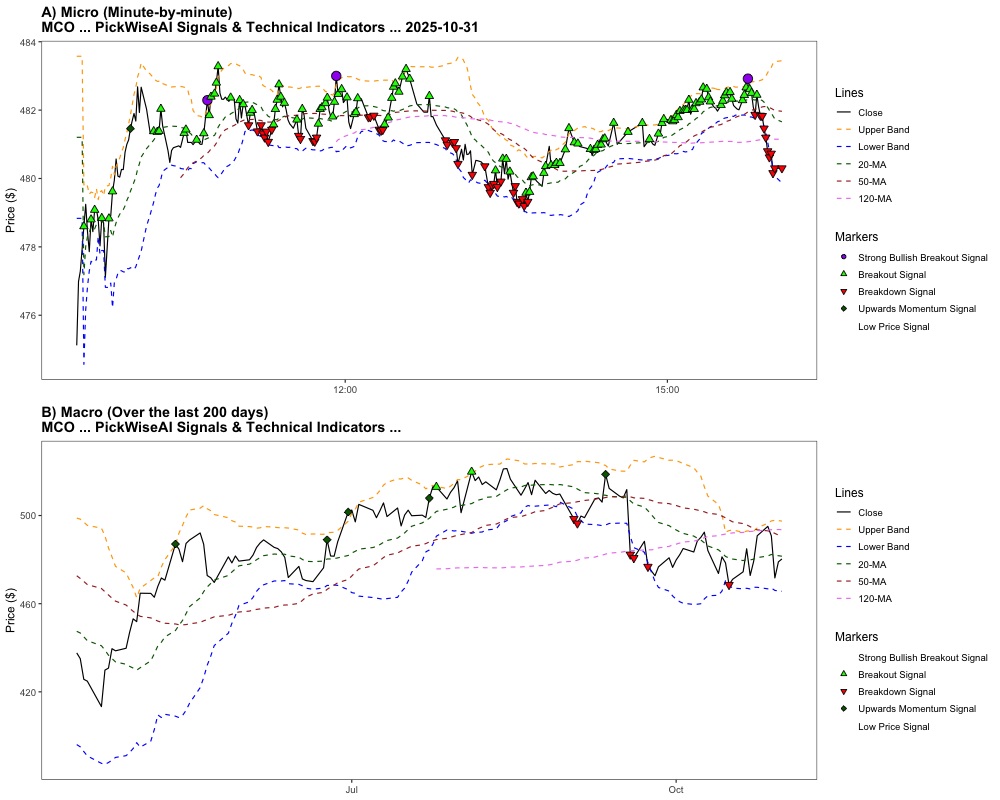 A) Micro (Minute-by-minute)
MCO ... PickWiseAI Signals & Technical Indicators ... 2025-10-31
484
482
480
478
476
Price ($)
12:00
15:00
Lines
Close
Upper Band
Lower Band
20-MA
50-MA
120-MA
Markers
Strong Bullish Breakout Signal
Breakout Signal
Breakdown Signal
Upwards Momentum Signal
Low Price Signal
B) Macro (Over the last 200 days)
MCO ... PickWiseAI Signals & Technical Indicators ...
500
460
420
Price ($)
Jul
Oct
Lines
Close
Upper Band
Lower Band
20-MA
50-MA
120-MA
Markers
Strong Bullish Breakout Signal
Breakout Signal
Breakdown Signal
Upwards Momentum Signal
Low Price Signal